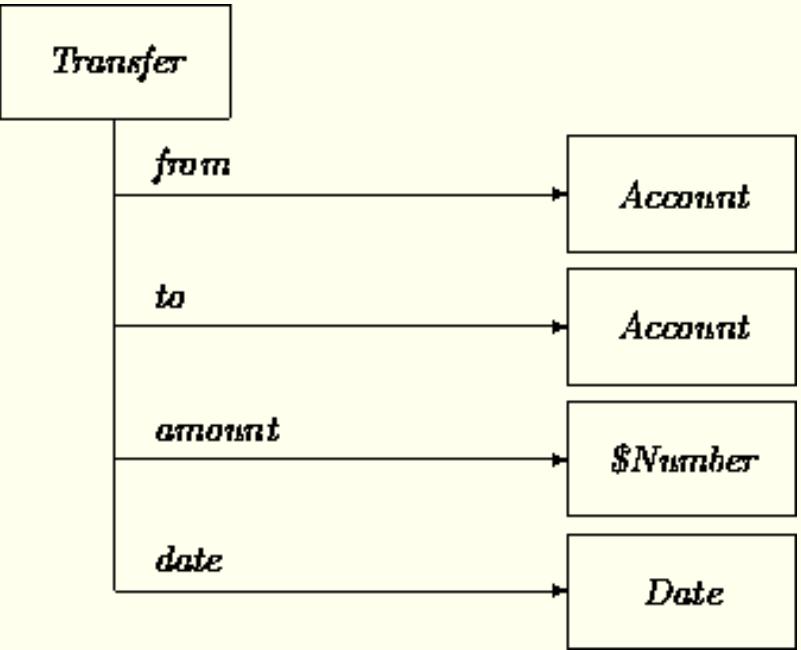 Transfer
from
Account
to
Account
amount
$Number
date
Date